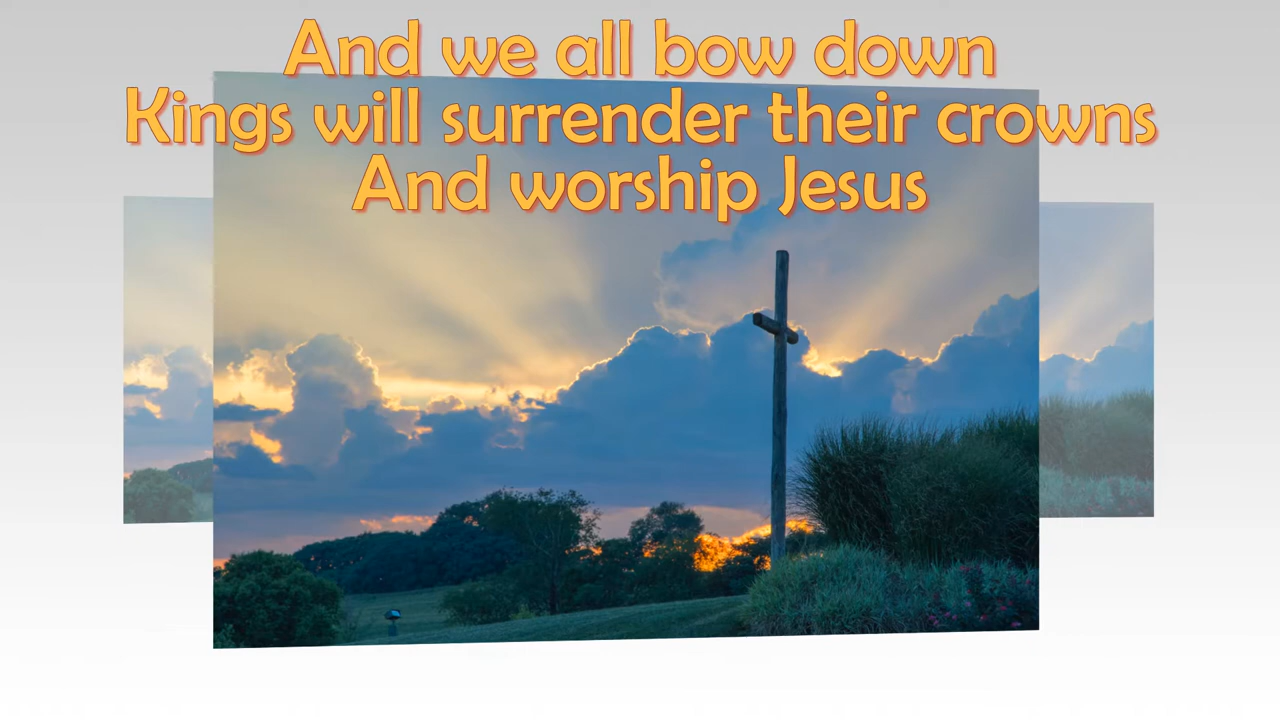 And we all bow down
Kings will surrender their crowns
And worship Jesus